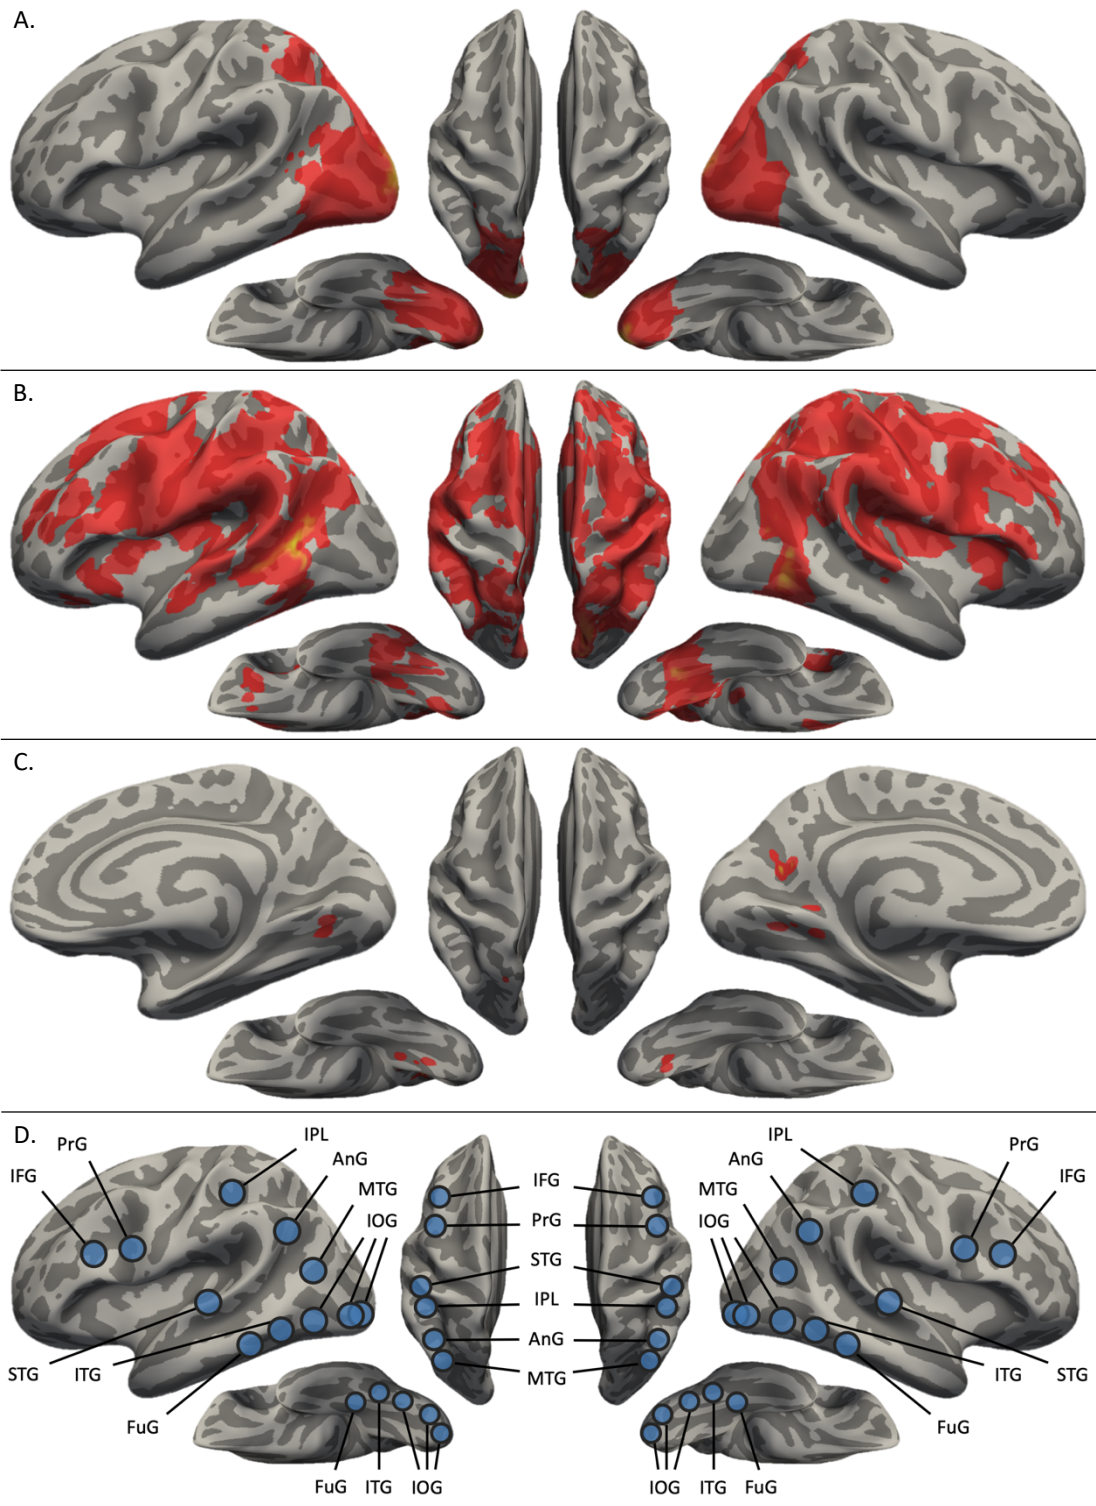 A.
B.
C.
D.
IPL
PrG
AnG
IFG
MTG
IOG
STG
ITG
FuG
IFG
PrG
STG
IPL
AnG
MTG
FuG ITG IOG
IPL
AnG
PrG
MTG
IFG
IOG
ITG
STG
FuG
IOG ITG FuG